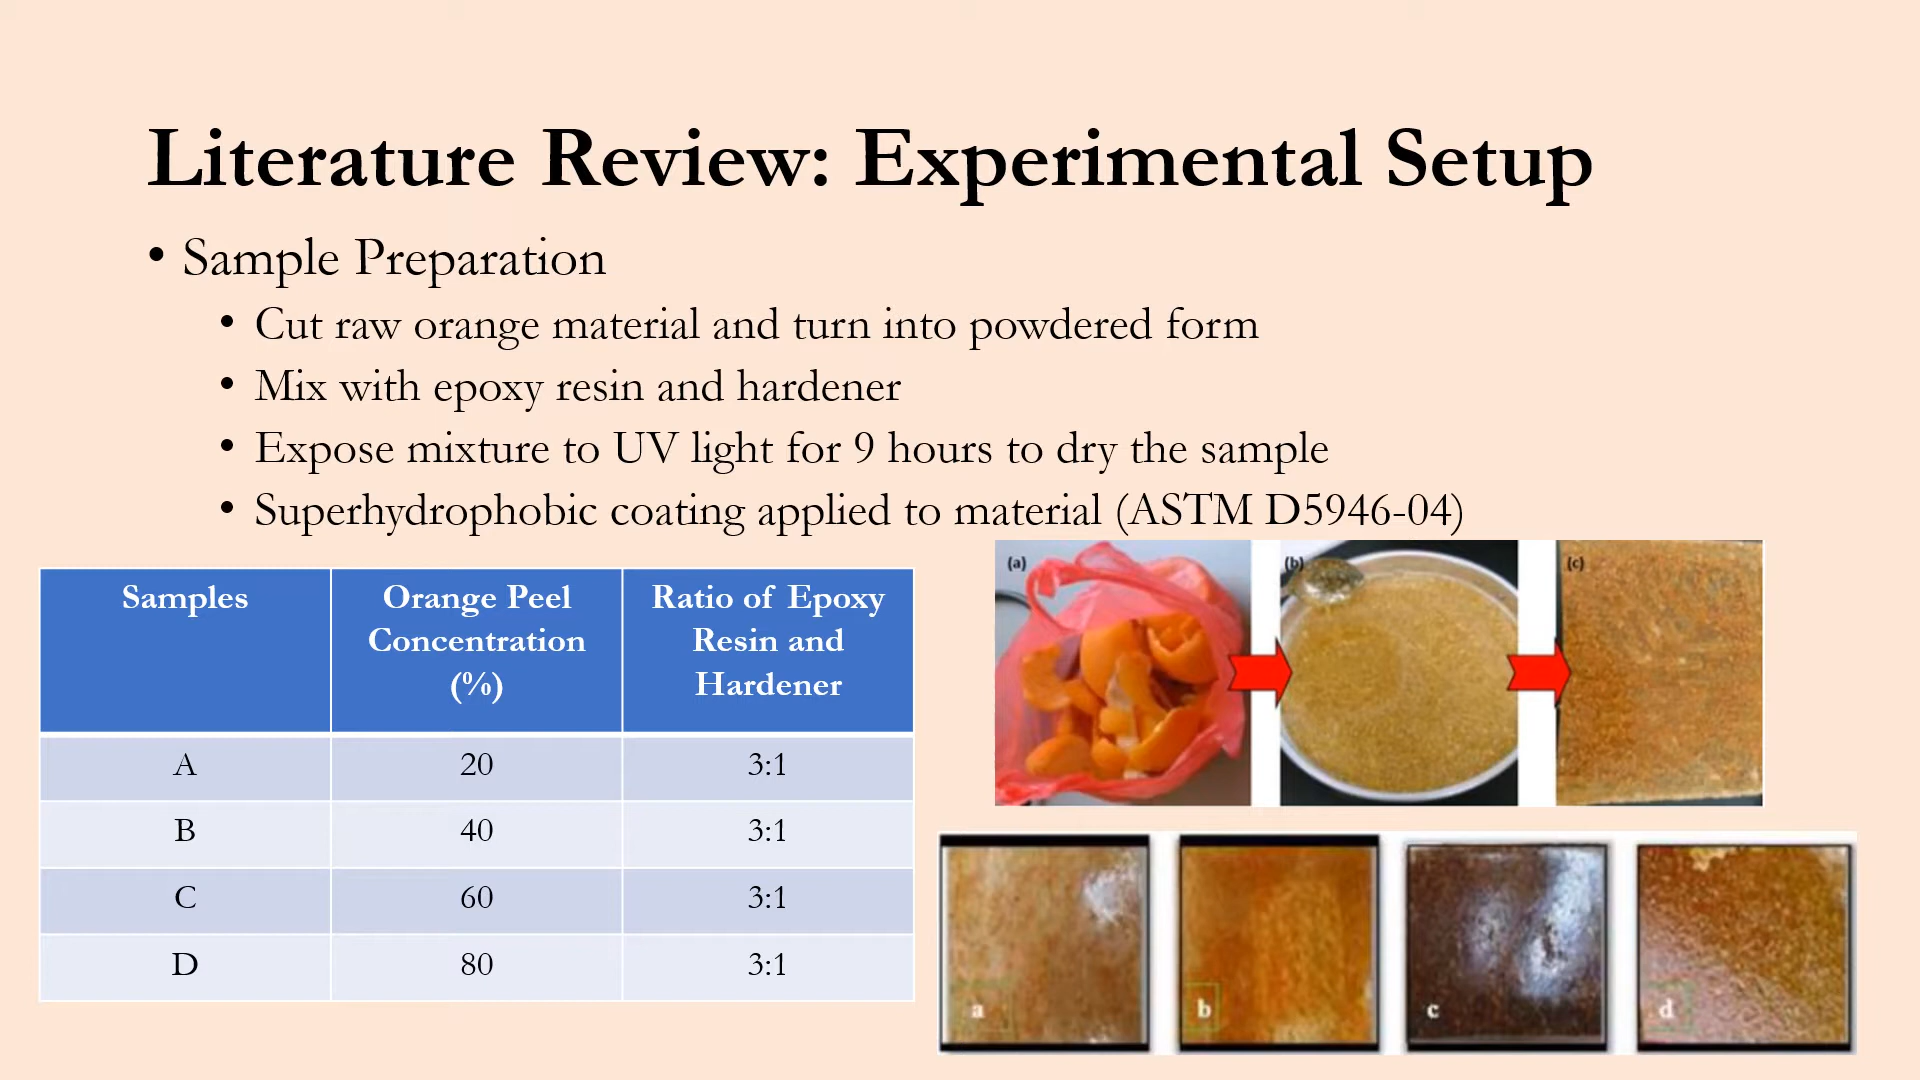 Literature Review: Experimental Setup
• Sample Preparation
• Cut raw orange material and turn into powdered form
• Mix with epoxy resin and hardener
• Expose mixture to UV light for 9 hours to dry the sample
• Superhydrophobic coating applied to material (ASTM D5946-04)
Samples
Orange Peel
Concentration
(%)
Ratio of Epoxy
Resin and
Hardener
A 20 3:1
B 40 3:1
C 60 3:1
D 80 3:1
(a) (b) (c)
a b c d